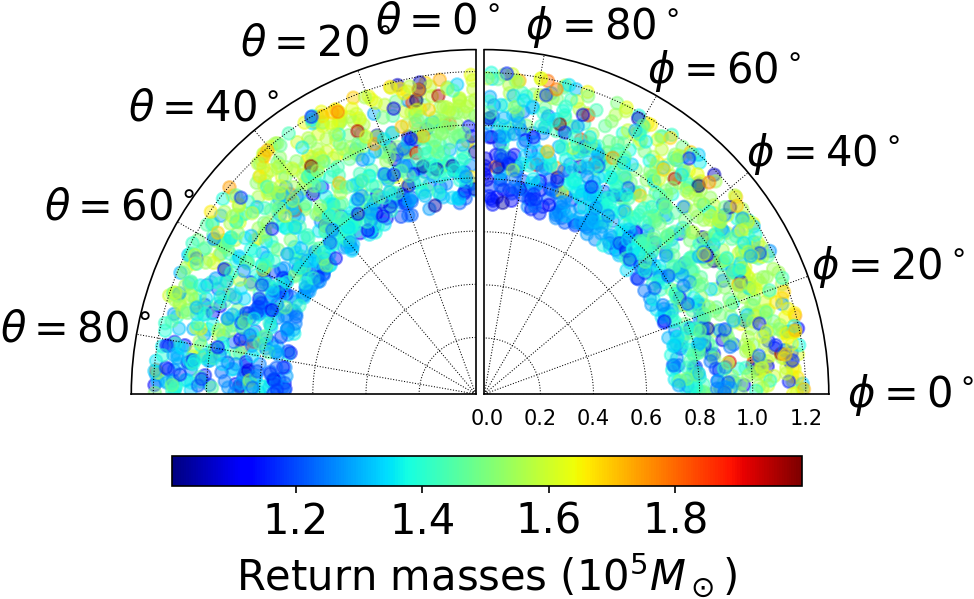 θ = 0°
θ = 20°
θ = 40°
θ = 60°
θ = 80°
ϕ = 80°
ϕ = 60°
ϕ = 40°
ϕ = 20°
ϕ = 0°
0.0 0.2 0.4 0.6 0.8 1.0 1.2
1.2 1.4 1.6 1.8
Return masses (10⁵M⊙)